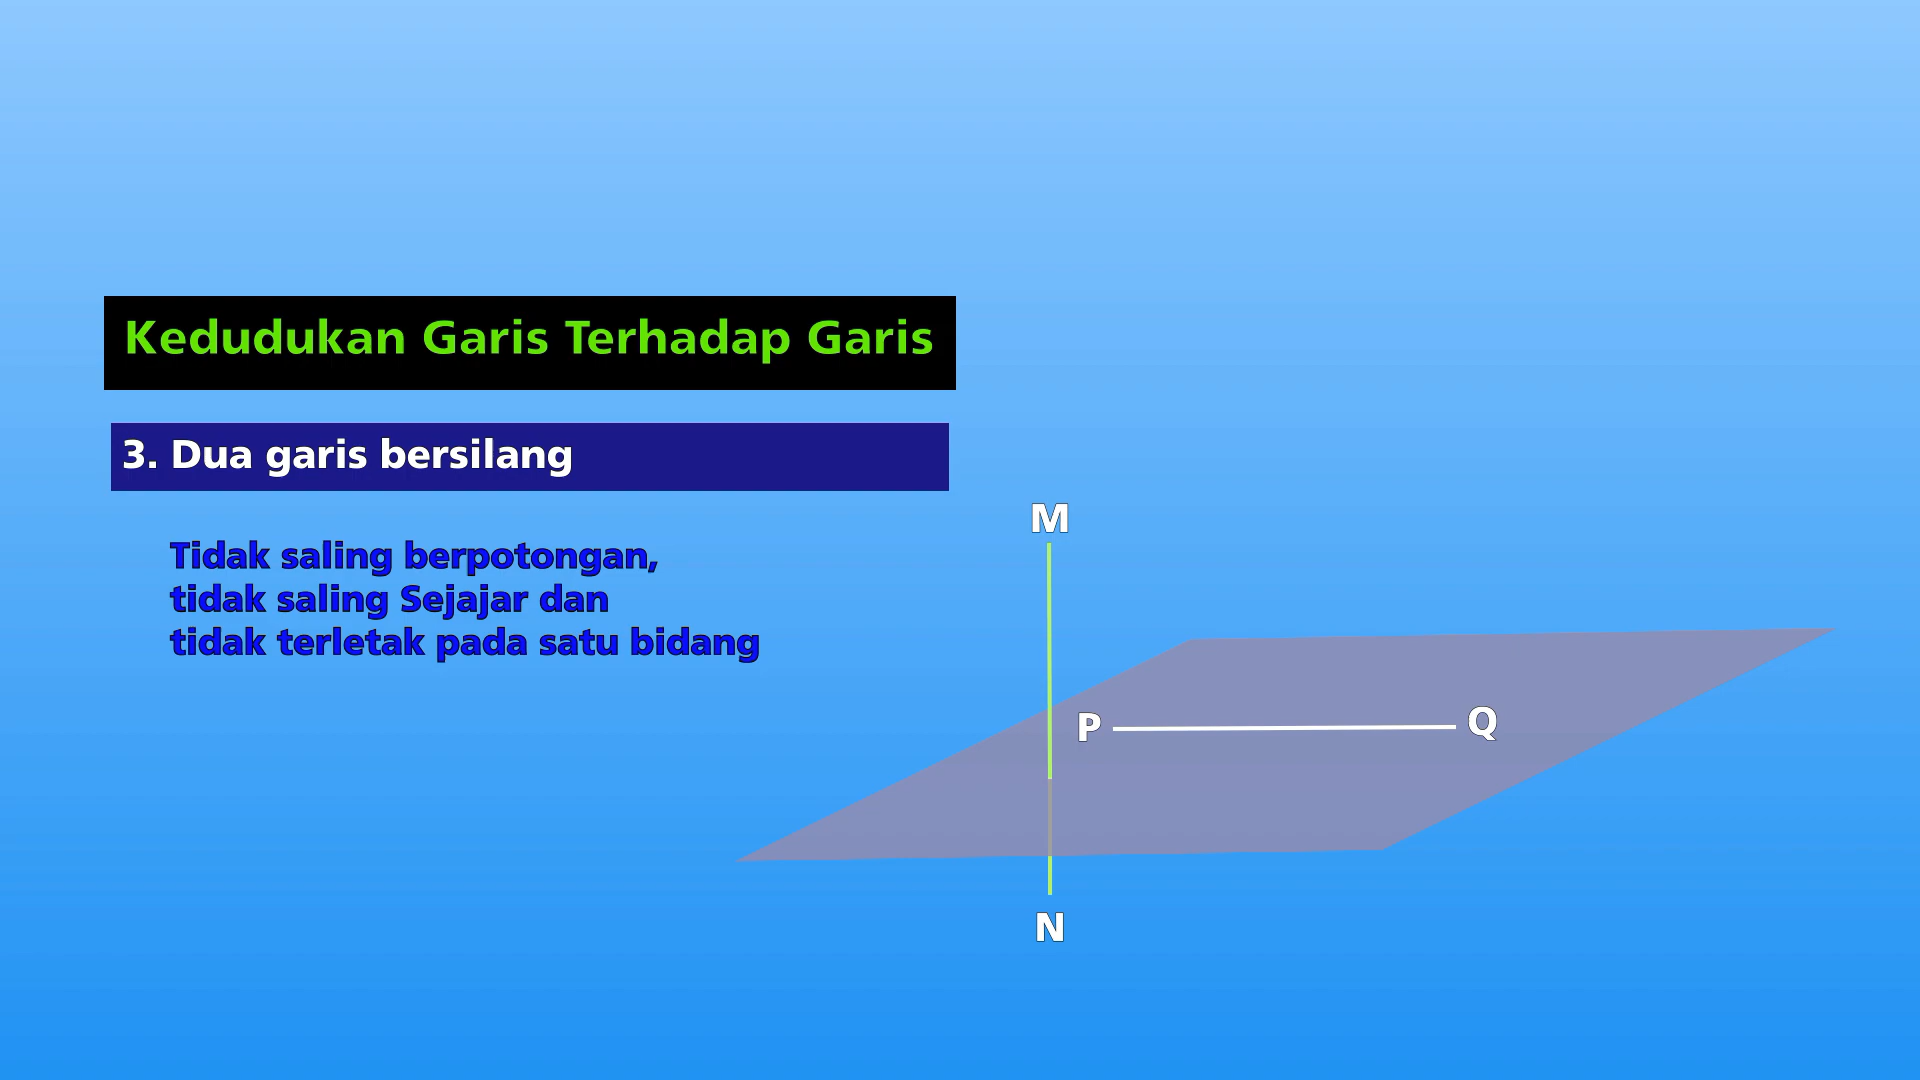 Kedudukan Garis Terhadap Garis
3. Dua garis bersilang
Tidak saling berpotongan,
tidak saling Sejajar dan
tidak terletak pada satu bidang
M
P
Q
N